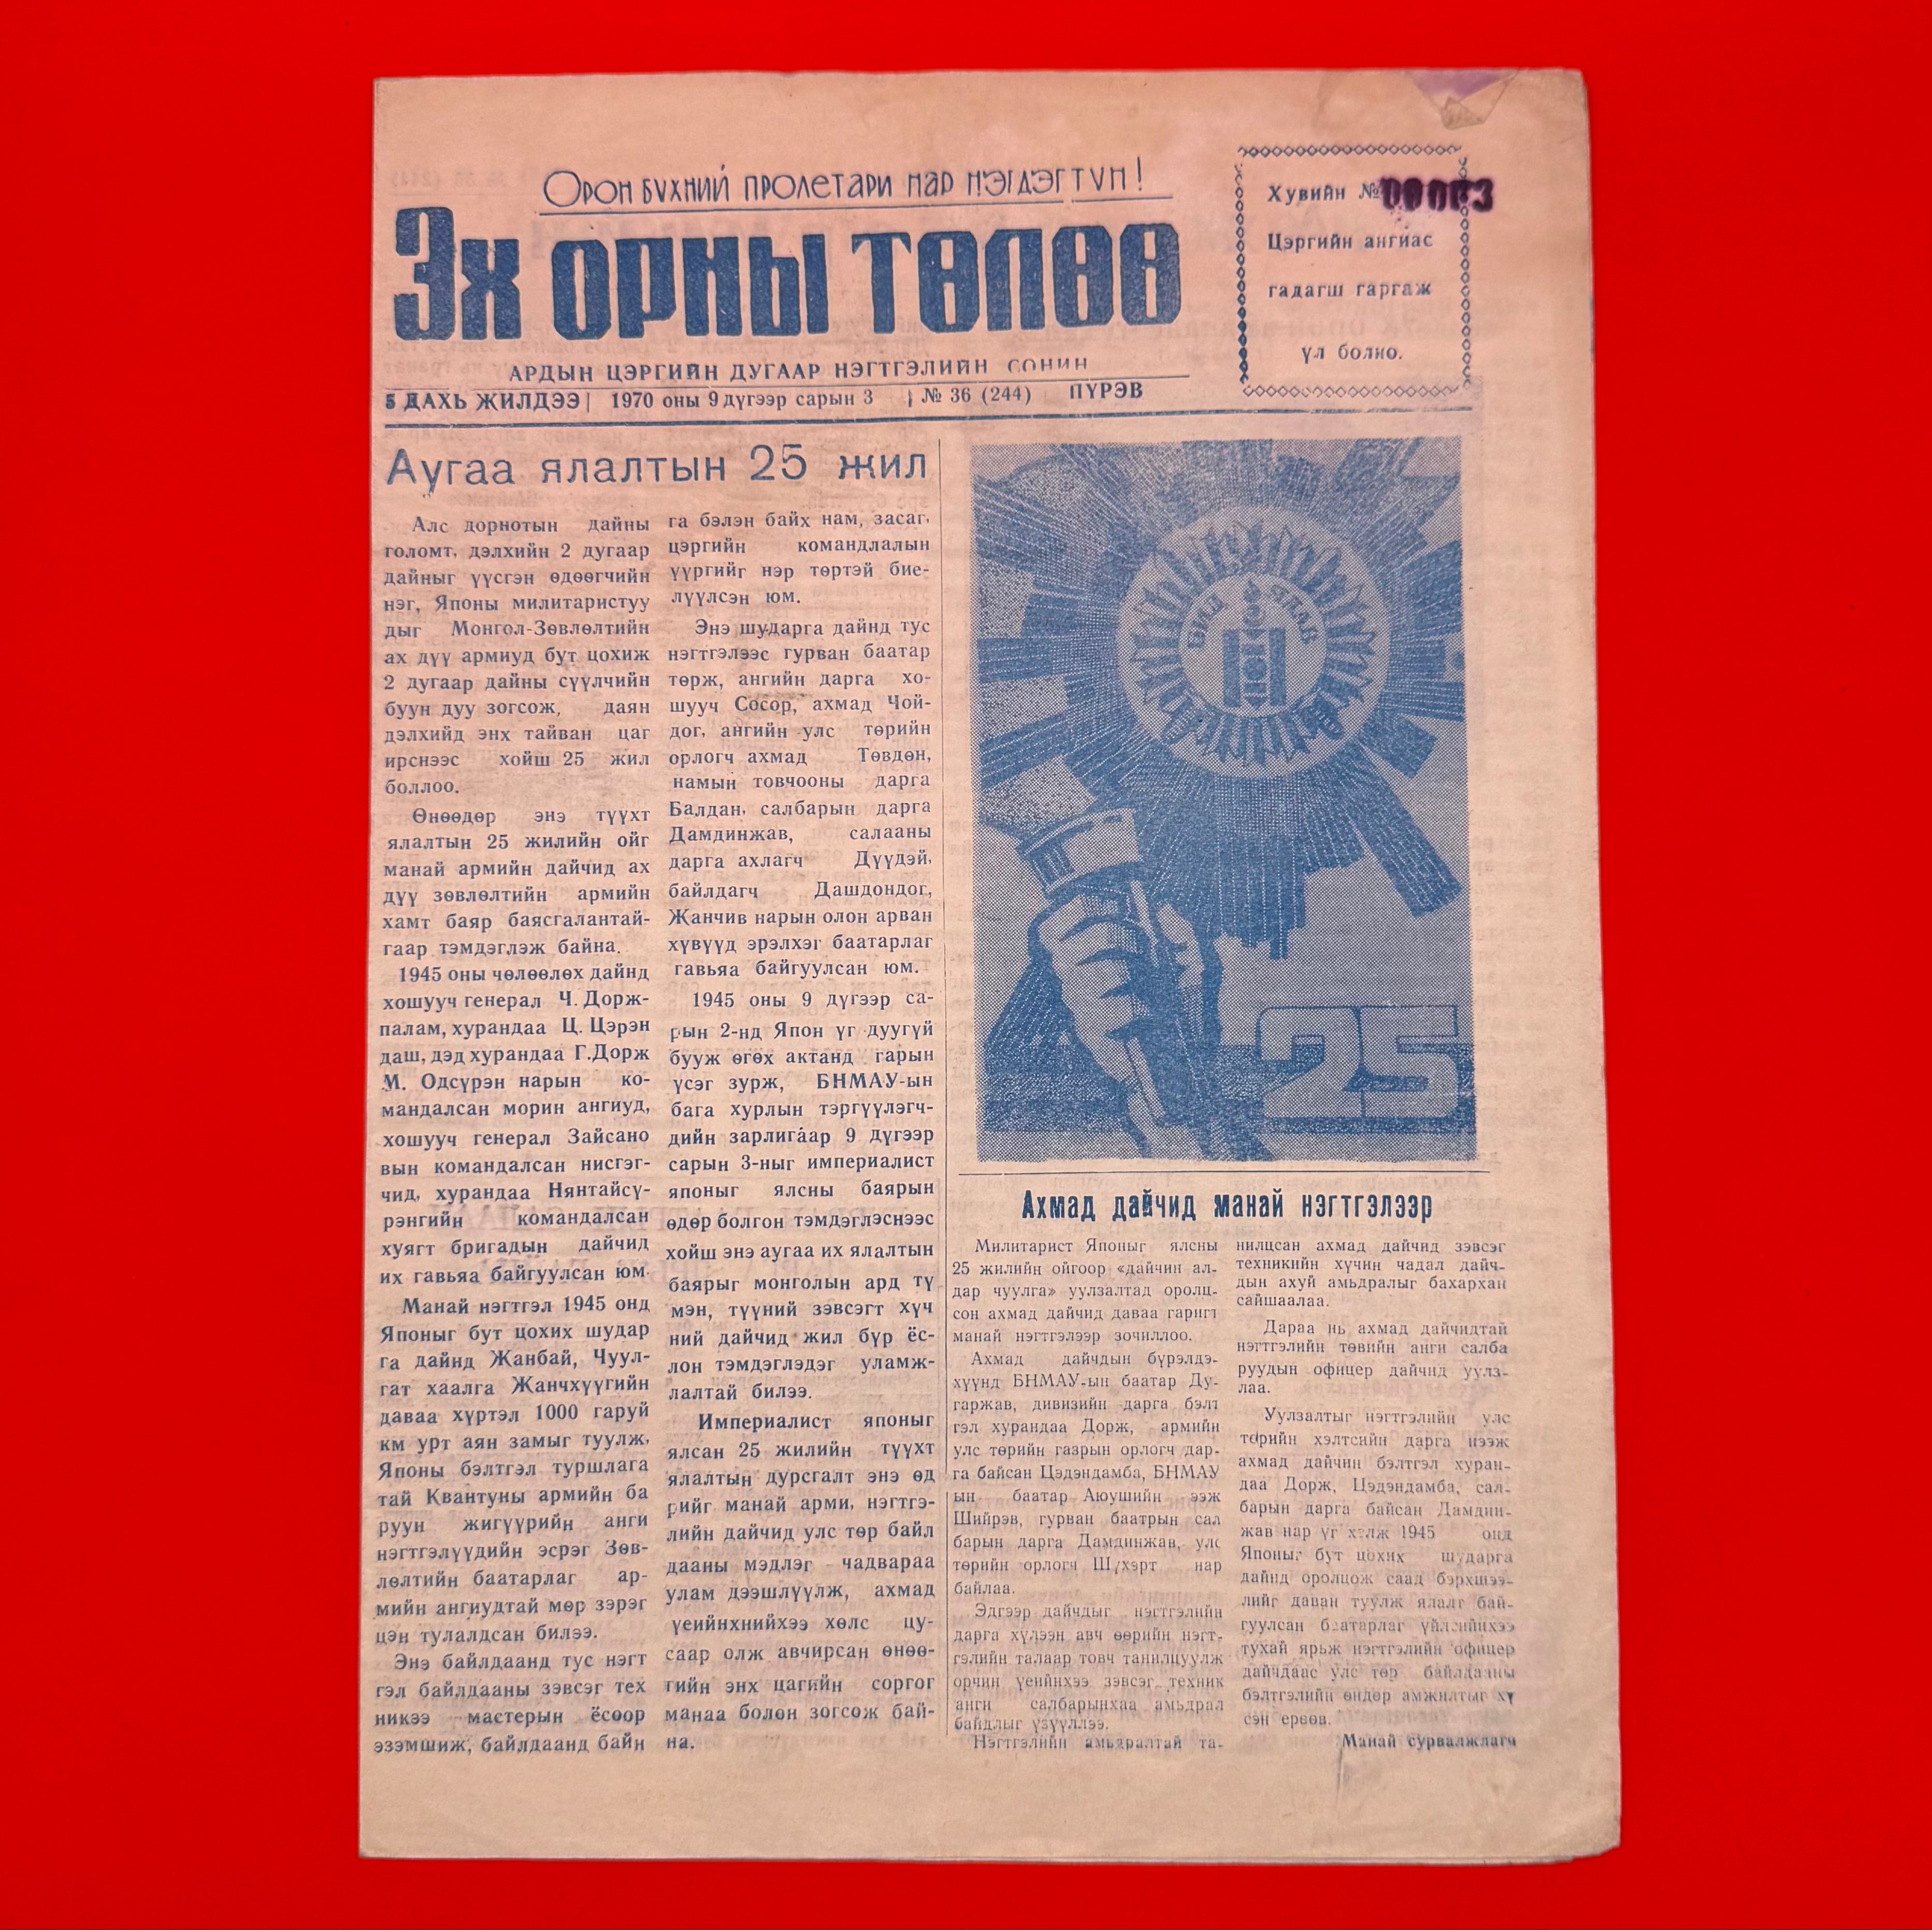 Орон бүхний пролетари нар нэгдэгтүн!
Эх орны төлөө
АРДЫН ЦЭРГИЙН ДУГААР НЭГТГЭЛИЙН СОНИН
5 ДАХЬ ЖИЛДЭЭ | 1970 оны 9 дүгээр сарын 3 | № 36 (244) ПҮРЭВ
Хувийн №
Цэргийн ангиас
гадагш гаргаж
үл болно.
Аугаа ялалтын 25 жил
Алс дорнотын дайны
голомт, дэлхийн 2 дугаар
дайныг үүсгэн өдөөгчийн
нэг, Японы милитаристуу
дыг Монгол-Зөвлөлтийн
ах дүү армиуд бут цохиж
2 дугаар дайны сүүлчийн
буун дуу зогсож, даян
дэлхийд энх тайван цаг
ирснээс хойш 25 жил
боллоо.
Өнөөдөр энэ түүхт
ялалтын 25 жилийн ойг
манай армийн дайчид ах
дүү зөвлөлтийн армийн
хамт баяр баясгалантай-
гаар тэмдэглэж байна.
1945 оны чөлөөлөх дайнд
хошууч генерал Ч. Дорж-
палам, хурандаа Ц. Цэрэн
даш, дэд хурандаа Г.Дорж
М. Одсүрэн нарын ко-
мандалсан морин ангиуд,
хошууч генерал Зайсано
вын командалсан нисгэг-
чид, хурандаа Нянтайсү-
рэнгийн командалсан
хуягт бригадын дайчид
их гавьяа байгуулсан юм.
Манай нэгтгэл 1945 онд
Японыг бут цохих шудар
га дайнд Жанбай, Чуул-
гат хаалга Жанчхүүгийн
даваа хүртэл 1000 гаруй
км урт аян замыг туулж,
Японы бэлтгэл туршлага
тай Квантуны армийн ба
руун жигүүрийн анги
нэгтгэлүүдийн эсрэг Зөв-
лөлтийн баатарлаг ар-
мийн ангиудтай мөр зэрэг
цэн тулалдсан билээ.
Энэ байлдаанд тус нэгт
гэл байлдааны зэвсэг тех
никээ мастерын ёсоор
эзэмшиж, байлдаанд байн
га бэлэн байх нам, засаг,
цэргийн командлалын
үүргийг нэр төртэй бие-
лүүлсэн юм.
Энэ шударга дайнд тус
нэгтгэлээс гурван баатар
төрж, ангийн дарга хо-
шууч Сосор, ахмад Чой-
дог, ангийн улс төрийн
орлогч ахмад Төвдөн,
намын товчооны дарга
Балдан, салбарын дарга
Дамдинжав, салааны
дарга ахлагч Дүүдэй,
байлдагч Дашдондог,
Жанчив нарын олон арван
хүвүүд эрэлхэг баатарлаг
гавьяа байгуулсан юм.
1945 оны 9 дүгээр са-
рын 2-нд Япон үг дуугүй
бууж өгөх актанд гарын
үсэг зурж, БНМАУ-ын
бага хурлын тэргүүлэгч-
дийн зарлигаар 9 дүгээр
сарын 3-ныг империалист
японыг ялсны баярын
өдөр болгон тэмдэглэснээс
хойш энэ аугаа их ялалтын
баярыг монголын ард тү
мэн, түүний зэвсэгт хүч
ний дайчид жил бүр ёс-
лон тэмдэглэдэг уламж-
лалтай билээ.
Империалист японыг
ялсан 25 жилийн түүхт
ялалтын дурсгалт энэ өд
рийг манай арми, нэгтгэ-
лийн дайчид улс төр байл
дааны мэдлэг чадвараа
улам дээшлүүлж, ахмад
үеийнхнийхээ хөлс цу-
саар олж авчирсан өнөө-
гийн энх цагийн соргог
манаа болон зогсож бай-
на.
БИД ЯЛАВ
25
Ахмад дайчид манай нэгтгэлээр
Милитарист Японыг ялсны
25 жилийн ойгоор «дайчин ал-
дар чуулга» уулзалтад оролц-
сон ахмад дайчид даваа гаригт
манай нэгтгэлээр зочиллоо.
Ахмад дайчдын бүрэлдэ-
хүүнд БНМАУ-ын баатар Ду-
гаржав, дивизийн дарга бэлт
гэл хурандаа Дорж, армийн
улс төрийн газрын орлогч дар-
га байсан Цэдэндамба, БНМАУ
ын баатар Аюушийн ээж
Шийрэв, гурван баатрын сал
барын дарга Дамдинжав, улс
төрийн орлогч нар
байлаа.
Эдгээр дайчдыг нэгтгэлийн
дарга хүлээн авч өөрийн нэгт-
гэлийн талаар товч танилцуулж
орчин үеийнхээ зэвсэг техник
анги салбарынхаа амьдрал
байдлыг үзүүллээ.
Нэгтгэлийн амьдралтай та-
нилцсан ахмад дайчид зэвсэг
техникийн хүчин чадал дайч-
дын ахуй амьдралыг бахархан
сайшаалаа.
Дараа нь ахмад дайчидтай
нэгтгэлийн төвийн анги салба
руудын офицер дайчид уулз-
лаа.
Уулзалтыг нэгтгэлийн улс
төрийн хэлтсийн дарга нээж
ахмад дайчин бэлтгэл хуран-
даа Дорж, Цэдэндамба, сал-
барын дарга байсан Дамдин-
жав нар үг хэлж 1945 онд
Японыг бут цохих шударга
дайнд оролцож саад бэрхшээ-
лийг даван туулж ялалт бай-
гуулсан баатарлаг үйлсийнхээ
тухай ярьж нэгтгэлийн офицер
дайчдаас улс төр байлдааны
бэлтгэлийн өндөр амжилтыг хү
сэн ерөөв.
Манай сурвалжлагч